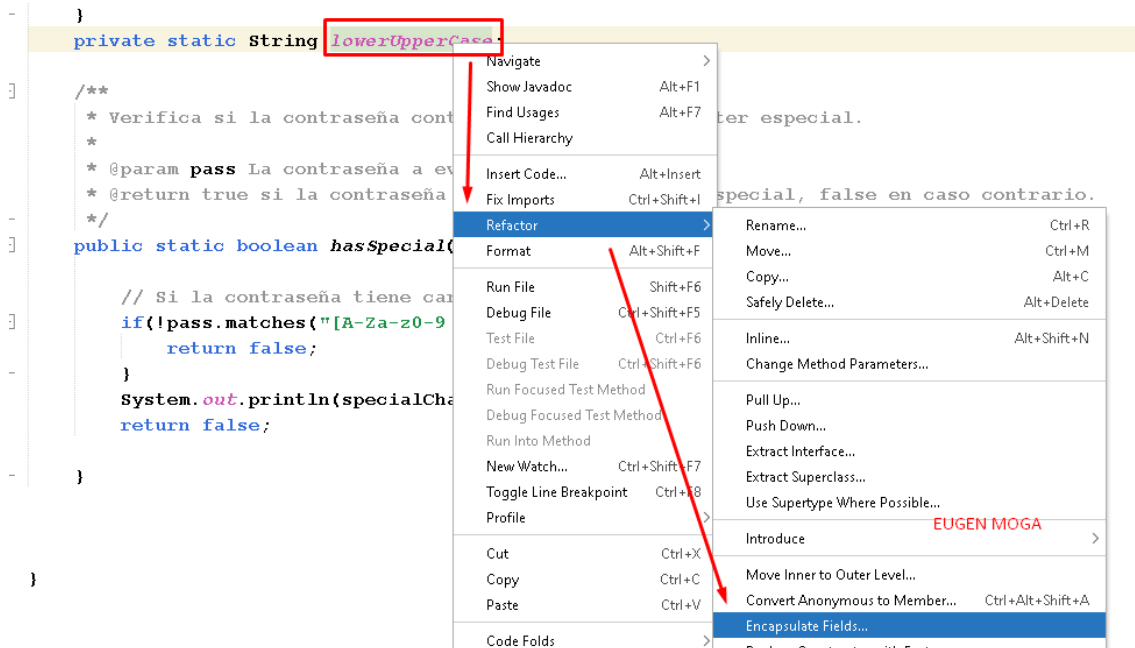 }
private static String lowerUpperCase;
/**
* Verifica si la contraseña cont
ter especial.
*
* @param pass La contraseña a ev
* @return true si la contraseña
special, false en caso contrario.
*/
public static boolean hasSpecial(
// Si la contraseña tiene car
if(!pass.matches("[A-Za-z0-9
return false;
}
System.out.println(specialCha
return false;
}
}
Navigate >
Show Javadoc Alt+F1
Find Usages Alt+F7
Call Hierarchy
Insert Code... Alt+Insert
Fix Imports Ctrl+Shift+I
Refactor >
Format Alt+Shift+F
Run File Shift+F6
Debug File Ctrl+Shift+F5
Test File Ctrl+F6
Debug Test File Ctrl+Shift+F6
Run Focused Test Method
Debug Focused Test Method
Run Into Method
New Watch... Ctrl+Shift+F7
Toggle Line Breakpoint Ctrl+F8
Profile >
Cut Ctrl+X
Copy Ctrl+C
Paste Ctrl+V
Code Folds >
Rename... Ctrl+R
Move... Ctrl+M
Copy... Alt+C
Safely Delete... Alt+Delete
Inline... Alt+Shift+N
Change Method Parameters...
Pull Up...
Push Down...
Extract Interface...
Extract Superclass...
Use Supertype Where Possible...
EUGEN MOGA
Introduce >
Move Inner to Outer Level...
Convert Anonymous to Member... Ctrl+Alt+Shift+A
Encapsulate Fields...